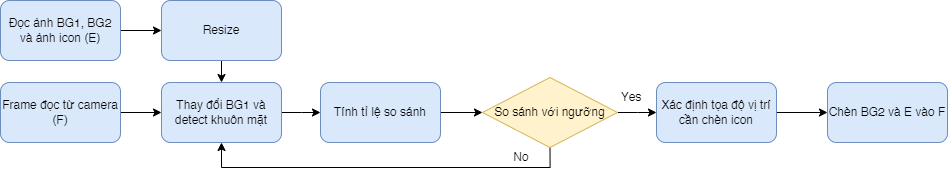 Đọc ảnh BG1, BG2
và ảnh icon (E)
Resize
Frame đọc từ camera
(F)
Thay đổi BG1 và
detect khuôn mặt
Tính tỉ lệ so sánh
So sánh với ngưỡng
Yes
No
Xác định tọa độ vị trí
cần chèn icon
Chèn BG2 và E vào F